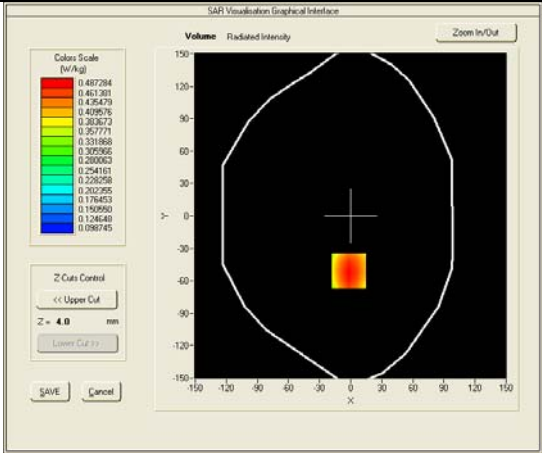 SAR Visualisation Graphical Interface
Volume Radiated Intensity
Zoom In/Out
Colors Scale
(W/kg)
0.487284
0.461381
0.435479
0.409576
0.383673
0.357771
0.331868
0.305966
0.280063
0.254161
0.228258
0.202355
0.176453
0.150550
0.124648
0.098745
Z-Cuts Control
<< Upper Cut
Z = 4.0 mm
Lower Cut >>
SAVE
Cancel
150
120
90
60
30
0
-30
-60
-90
-120
-150
Y
-150 -120 -90 -60 -30 0 30 60 90 120 150
X